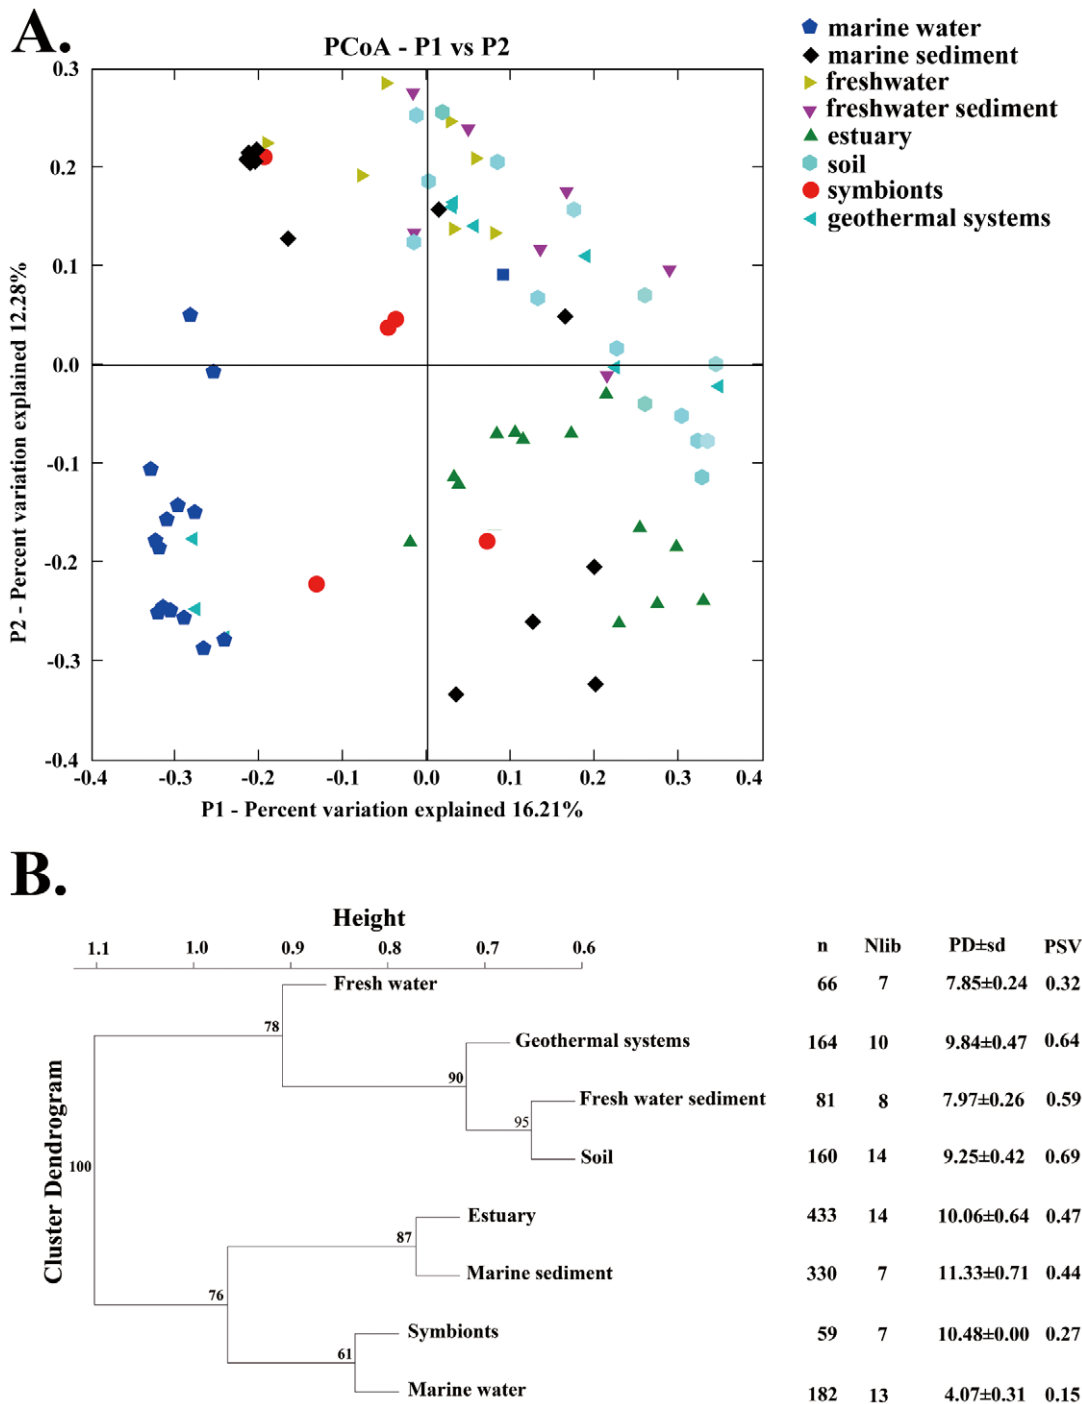 A.
PCoA - P1 vs P2
marine water
marine sediment
freshwater
freshwater sediment
estuary
soil
symbionts
geothermal systems
0.3
0.2
0.1
0.0
-0.1
-0.2
-0.3
-0.4
P2 - Percent variation explained 12.28%
-0.4 -0.3 -0.2 -0.1 0.0 0.1 0.2 0.3 0.4
P1 - Percent variation explained 16.21%
B.
Height
1.1 1.0 0.9 0.8 0.7 0.6 n Nlib PD±sd PSV
Fresh water 66 7 7.85±0.24 0.32
78
Geothermal systems 164 10 9.84±0.47 0.64
90
Fresh water sediment 81 8 7.97±0.26 0.59
95
Soil 160 14 9.25±0.42 0.69
100
Cluster Dendrogram
Estuary 433 14 10.06±0.64 0.47
87
Marine sediment 330 7 11.33±0.71 0.44
76
Symbionts 59 7 10.48±0.00 0.27
61
Marine water 182 13 4.07±0.31 0.15